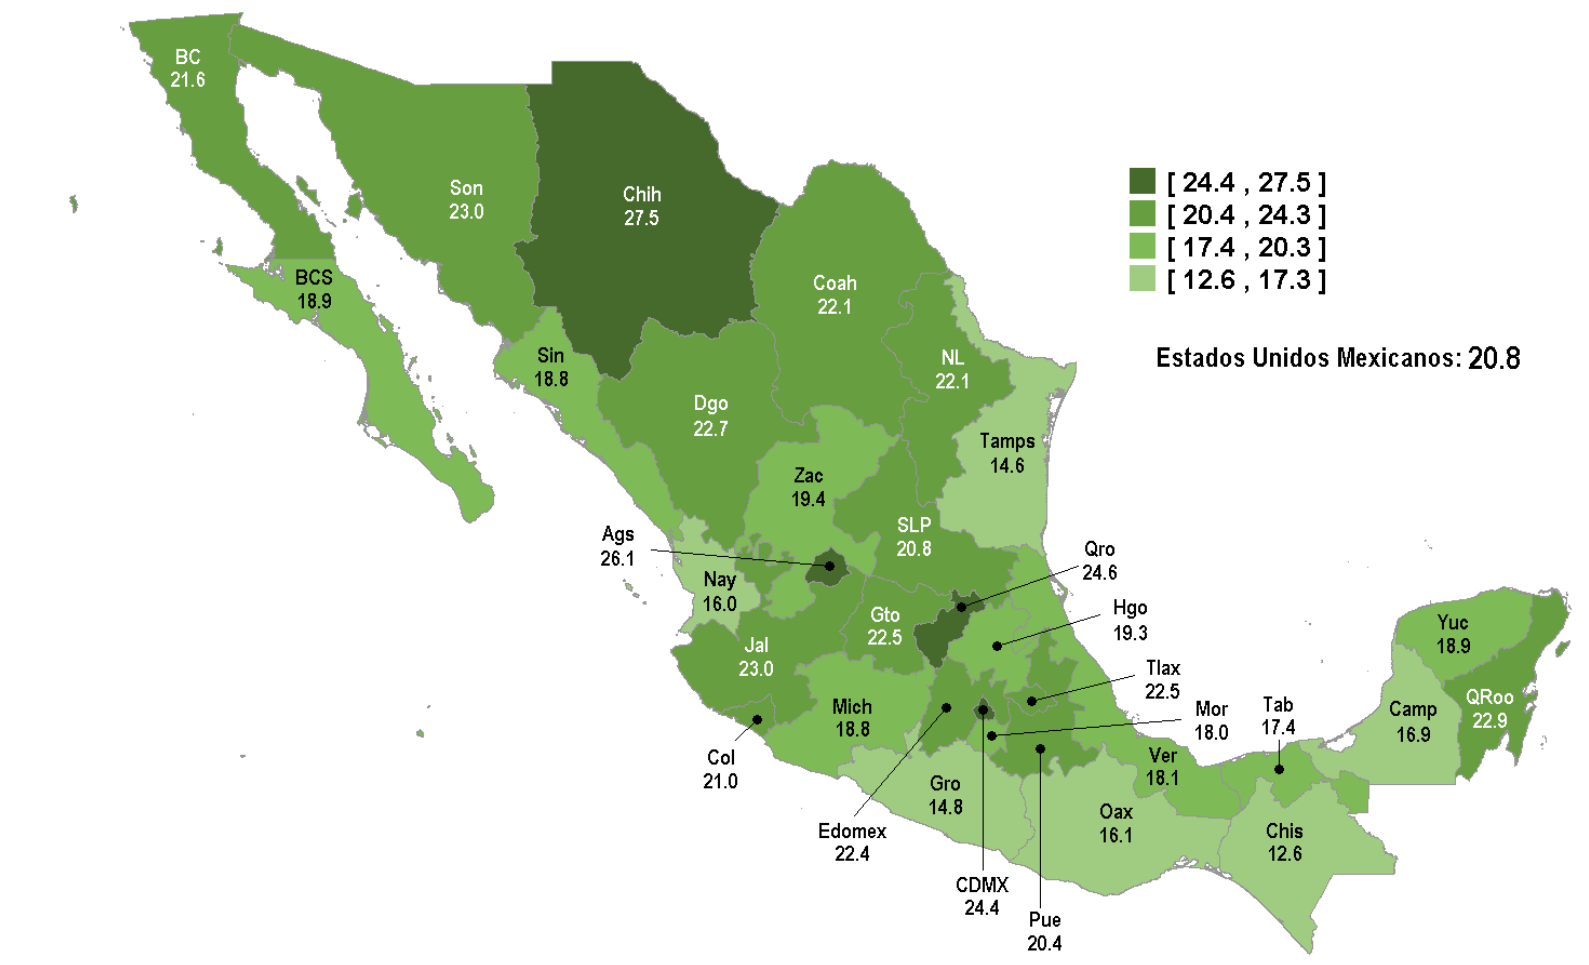 BC
21.6
Son
23.0
Chih
27.5
[ 24.4 , 27.5 ]
[ 20.4 , 24.3 ]
[ 17.4 , 20.3 ]
[ 12.6 , 17.3 ]
BCS
18.9
Coah
22.1
Estados Unidos Mexicanos: 20.8
Sin
18.8
NL
22.1
Dgo
22.7
Tamps
14.6
Zac
19.4
SLP
20.8
Ags
26.1
Qro
24.6
Nay
16.0
Gto
22.5
Hgo
19.3
Yuc
18.9
Jal
23.0
Tlax
22.5
QRoo
22.9
Mich
18.8
Mor
18.0
Tab
17.4
Camp
16.9
Col
21.0
Ver
18.1
Gro
14.8
Oax
16.1
Edomex
22.4
Chis
12.6
CDMX
24.4
Pue
20.4